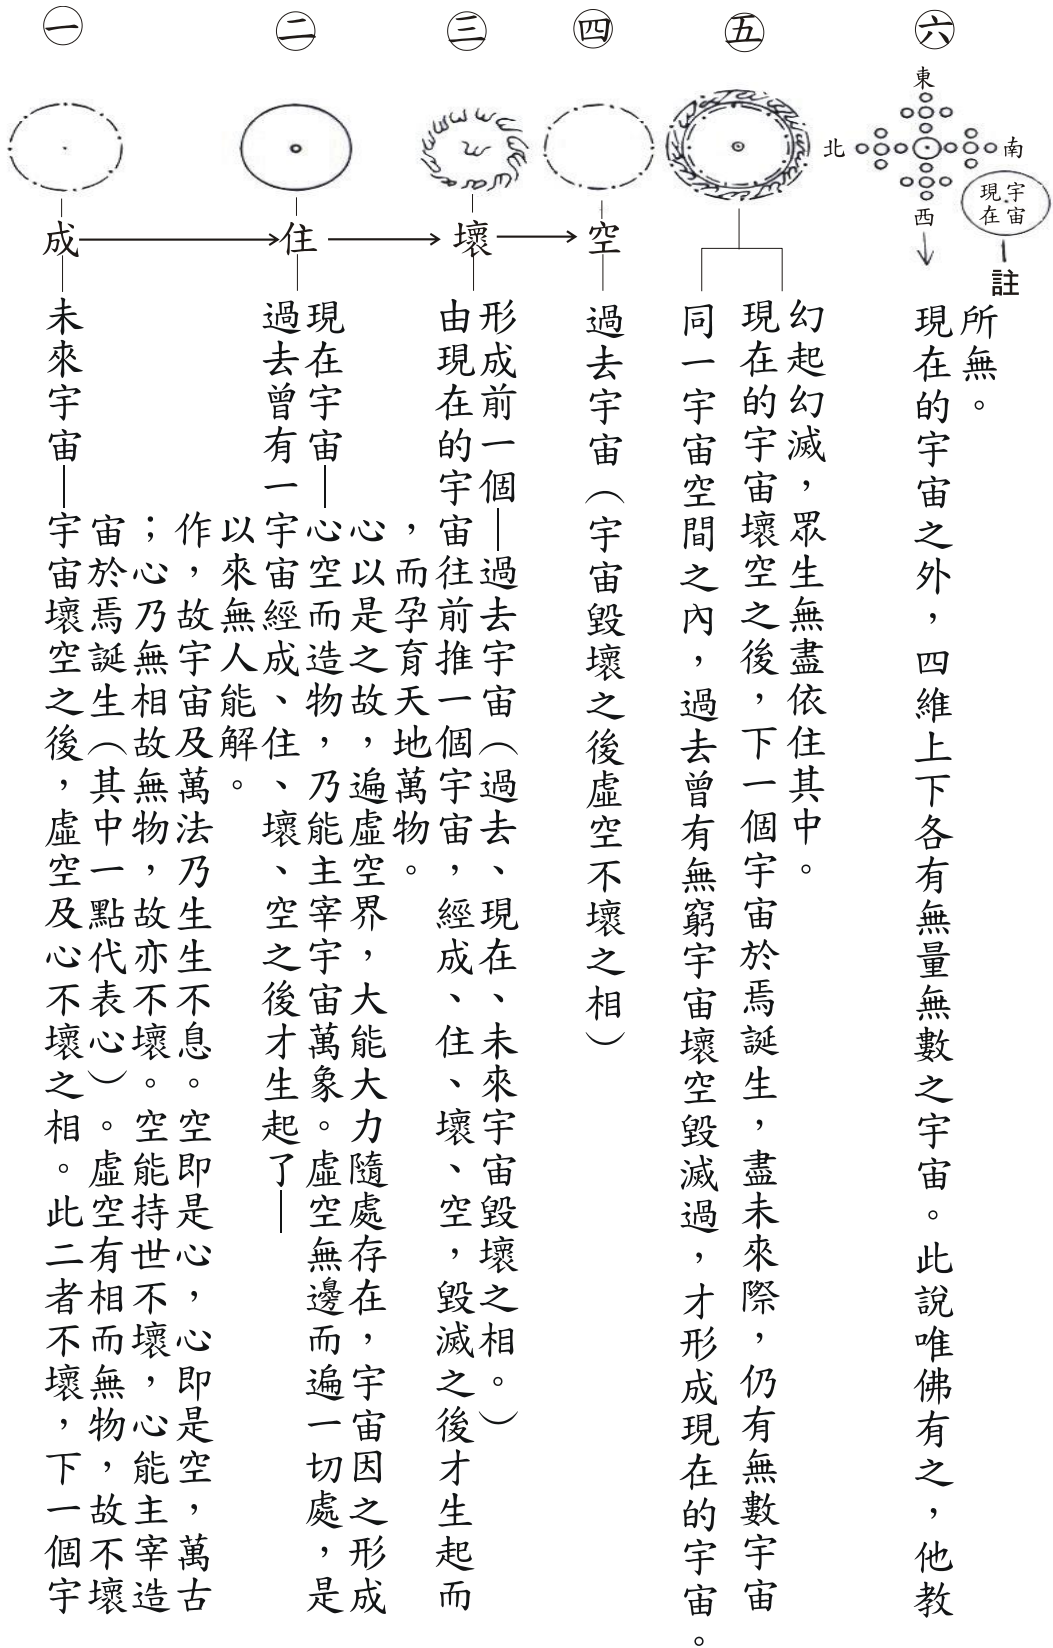 ㊀
成
未來宇宙—宇宙壞空之後，虛空及心不壞之相。此二者不壞，下一個宇
宙於焉誕生（其中一點代表心）。虛空有相而無物，故不壞
；心乃無相故無物，故亦不壞。空能持世不壞，心能主宰造
作，故宇宙及萬法乃生生不息。空即是心，心即是空，萬古
以來無人能解。
㊁
住
過去曾有一宇宙經成、住、壞、空之後才生起了—
現在宇宙—心空而造物，乃能主宰宇宙萬象。虛空無邊而遍一切處，是
心以是之故，遍虛空界，大能大力隨處存在，宇宙因之形成
，而孕育天地萬物。
㊂
壞
由現在的宇宙往前推一個宇宙，經成、住、壞、空，毀滅之後才生起而
形成前一個—過去宇宙（過去、現在、未來宇宙毀壞之相。）
㊃
空
過去宇宙（宇宙毀壞之後虛空不壞之相）
㊄
同一宇宙空間之內，過去曾有無窮宇宙壞空毀滅過，才形成現在的宇宙。
現在的宇宙壞空之後，下一個宇宙於焉誕生，盡未來際，仍有無數宇宙
幻起幻滅，眾生無盡依住其中。
㊅
東
北
南
西
宇宙
現在
註
現在的宇宙之外，四維上下各有無量無數之宇宙。此說唯佛有之，他教
所無。